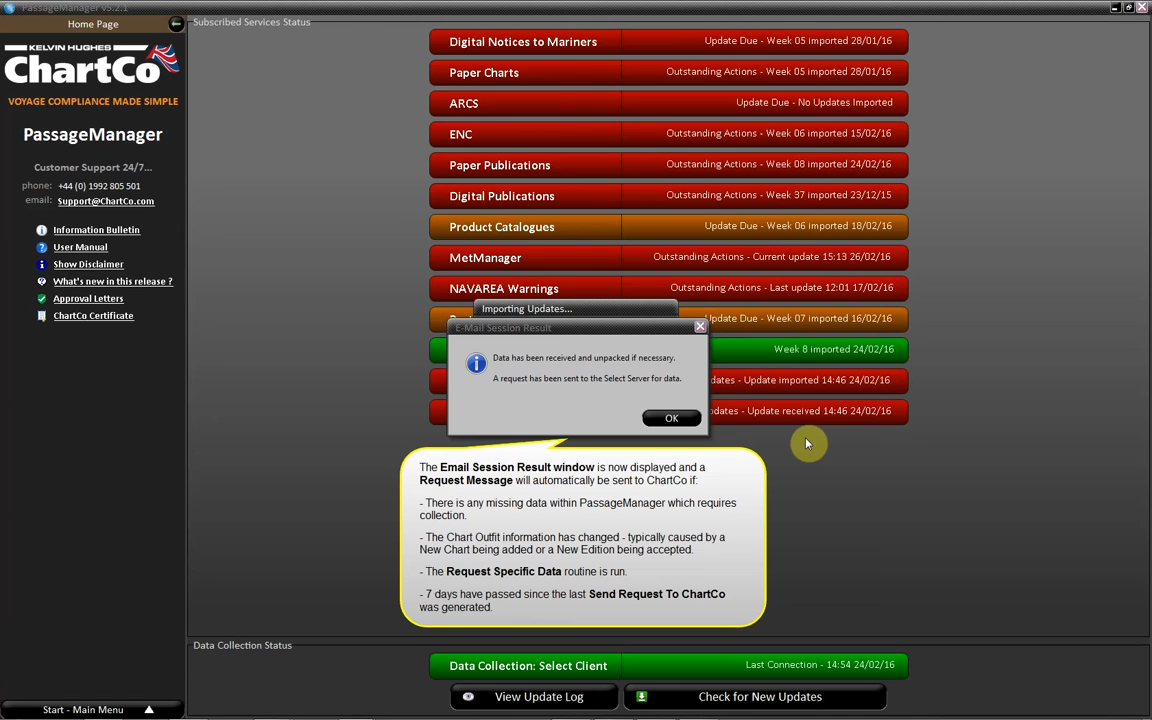 PassageManager v5.2.1
Home Page
KELVIN HUGHES
ChartCo
VOYAGE COMPLIANCE MADE SIMPLE
PassageManager
Customer Support 24/7...
phone: +44 (0) 1992 805 501
email: Support@ChartCo.com
Information Bulletin
User Manual
Show Disclaimer
What's new in this release ?
Approval Letters
ChartCo Certificate
Start - Main Menu
Subscribed Services Status
Digital Notices to Mariners Update Due - Week 05 imported 28/01/16
Paper Charts Outstanding Actions - Week 05 imported 28/01/16
ARCS Update Due - No Updates Imported
ENC Outstanding Actions - Week 06 imported 15/02/16
Paper Publications Outstanding Actions - Week 08 imported 24/02/16
Digital Publications Outstanding Actions - Week 37 imported 23/12/15
Product Catalogues Update Due - Week 06 imported 18/02/16
MetManager Outstanding Actions - Current update 15:13 26/02/16
NAVAREA Warnings Outstanding Actions - Last update 12:01 17/02/16
Update Due - Week 07 imported 16/02/16
Week 8 imported 24/02/16
dates - Update imported 14:46 24/02/16
dates - Update received 14:46 24/02/16
Importing Updates...
E-Mail Session Result
Data has been received and unpacked if necessary.
A request has been sent to the Select Server for data.
OK
The Email Session Result window is now displayed and a
Request Message will automatically be sent to ChartCo if:
- There is any missing data within PassageManager which requires
collection.
- The Chart Outfit information has changed - typically caused by a
New Chart being added or a New Edition being accepted.
- The Request Specific Data routine is run.
- 7 days have passed since the last Send Request To ChartCo
was generated.
Data Collection Status
Data Collection: Select Client Last Connection - 14:54 24/02/16
View Update Log Check for New Updates